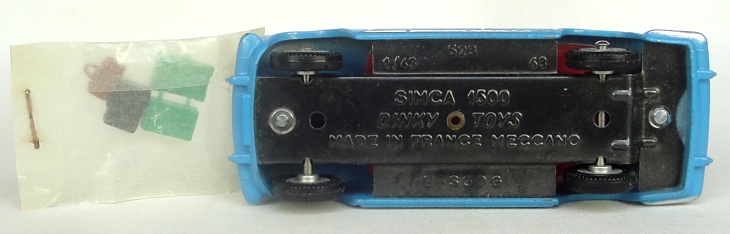 523
1/43 63
SIMCA 1500
DINKY TOYS
MADE IN FRANCE MECCANO